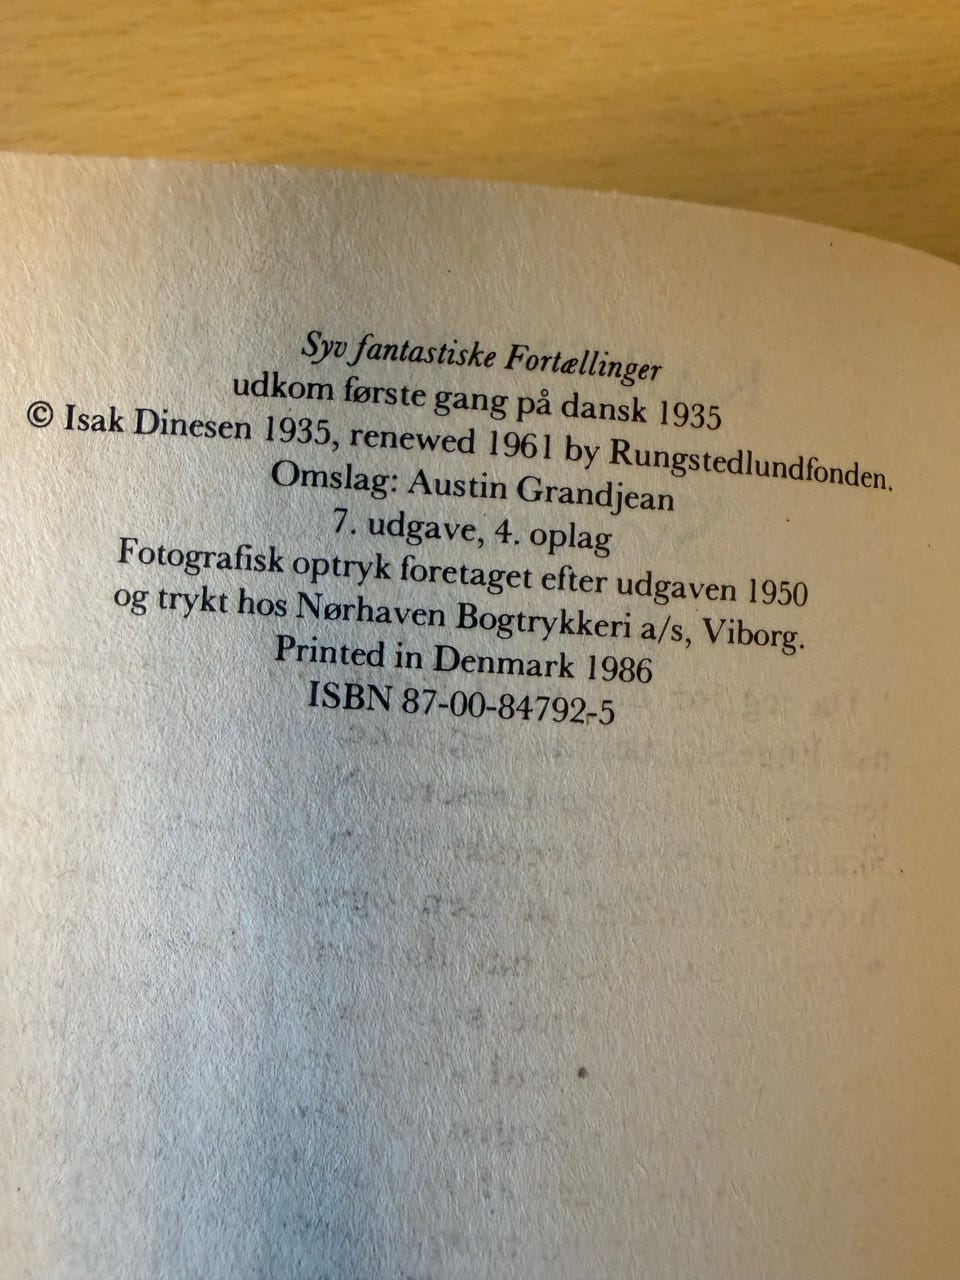 Syv fantastiske Fortællinger
udkom første gang på dansk 1935
© Isak Dinesen 1935, renewed 1961 by Rungstedlundfonden.
Omslag: Austin Grandjean
7. udgave, 4. oplag
Fotografisk optryk foretaget efter udgaven 1950
og trykt hos Nørhaven Bogtrykkeri a/s, Viborg.
Printed in Denmark 1986
ISBN 87-00-84792-5